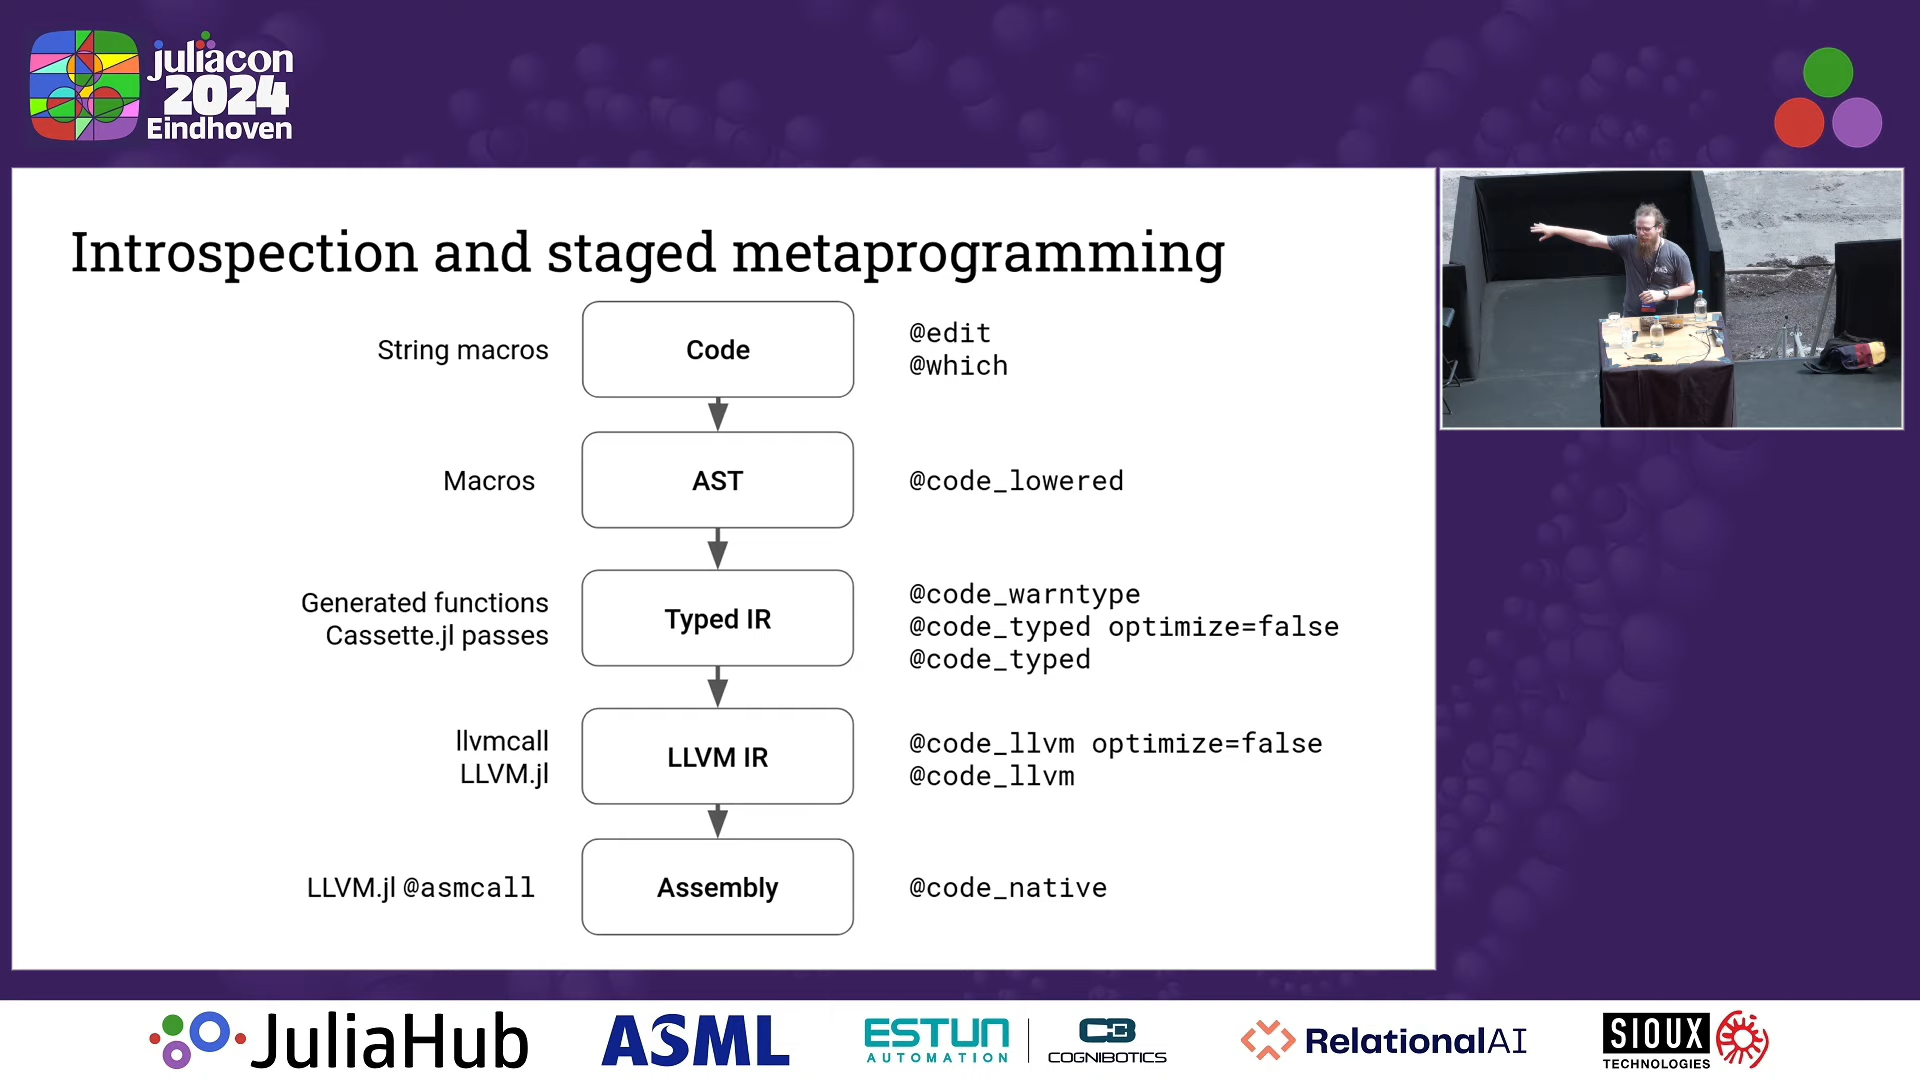 juliacon
2024
Eindhoven
Introspection and staged metaprogramming
String macros
Code
@edit
@which
Macros
AST
@code_lowered
Generated functions
Cassette.jl passes
Typed IR
@code_warntype
@code_typed optimize=false
@code_typed
llvmcall
LLVM.jl
LLVM IR
@code_llvm optimize=false
@code_llvm
LLVM.jl @asmcall
Assembly
@code_native
JuliaHub
ASML
ESTUN
AUTOMATION
COGNIBOTICS
RelationalAI
SIOUX
TECHNOLOGIES